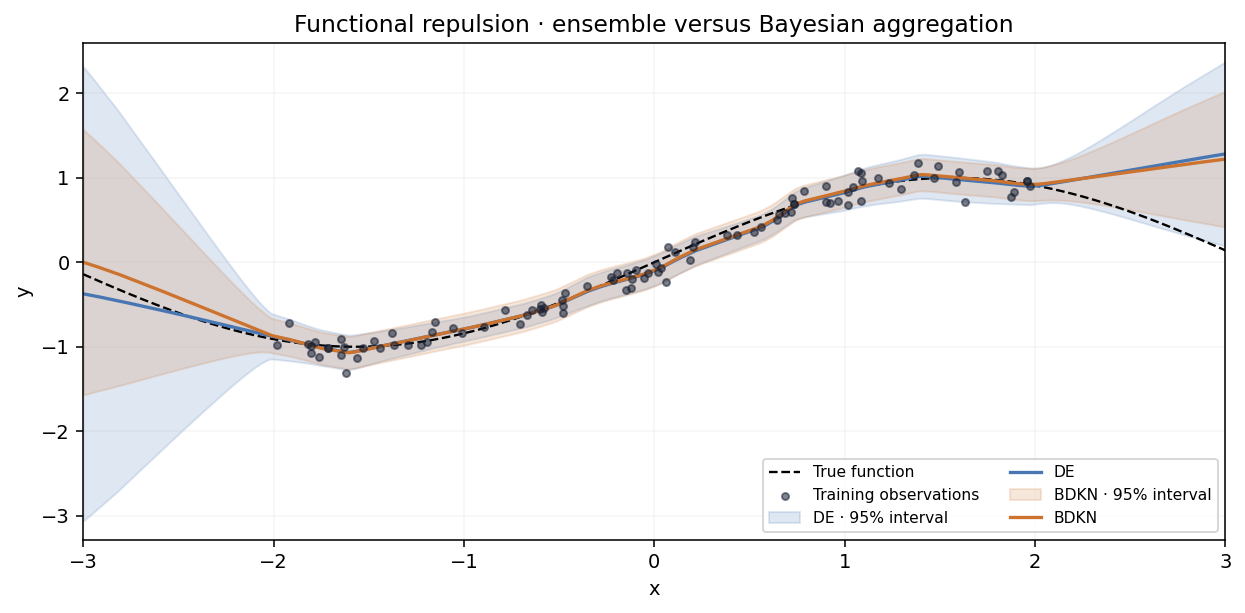 Functional repulsion · ensemble versus Bayesian aggregation
y
2
1
0
−1
−2
−3
−3
−2
−1
0
1
2
3
x
True function
Training observations
DE · 95% interval
DE
BDKN · 95% interval
BDKN